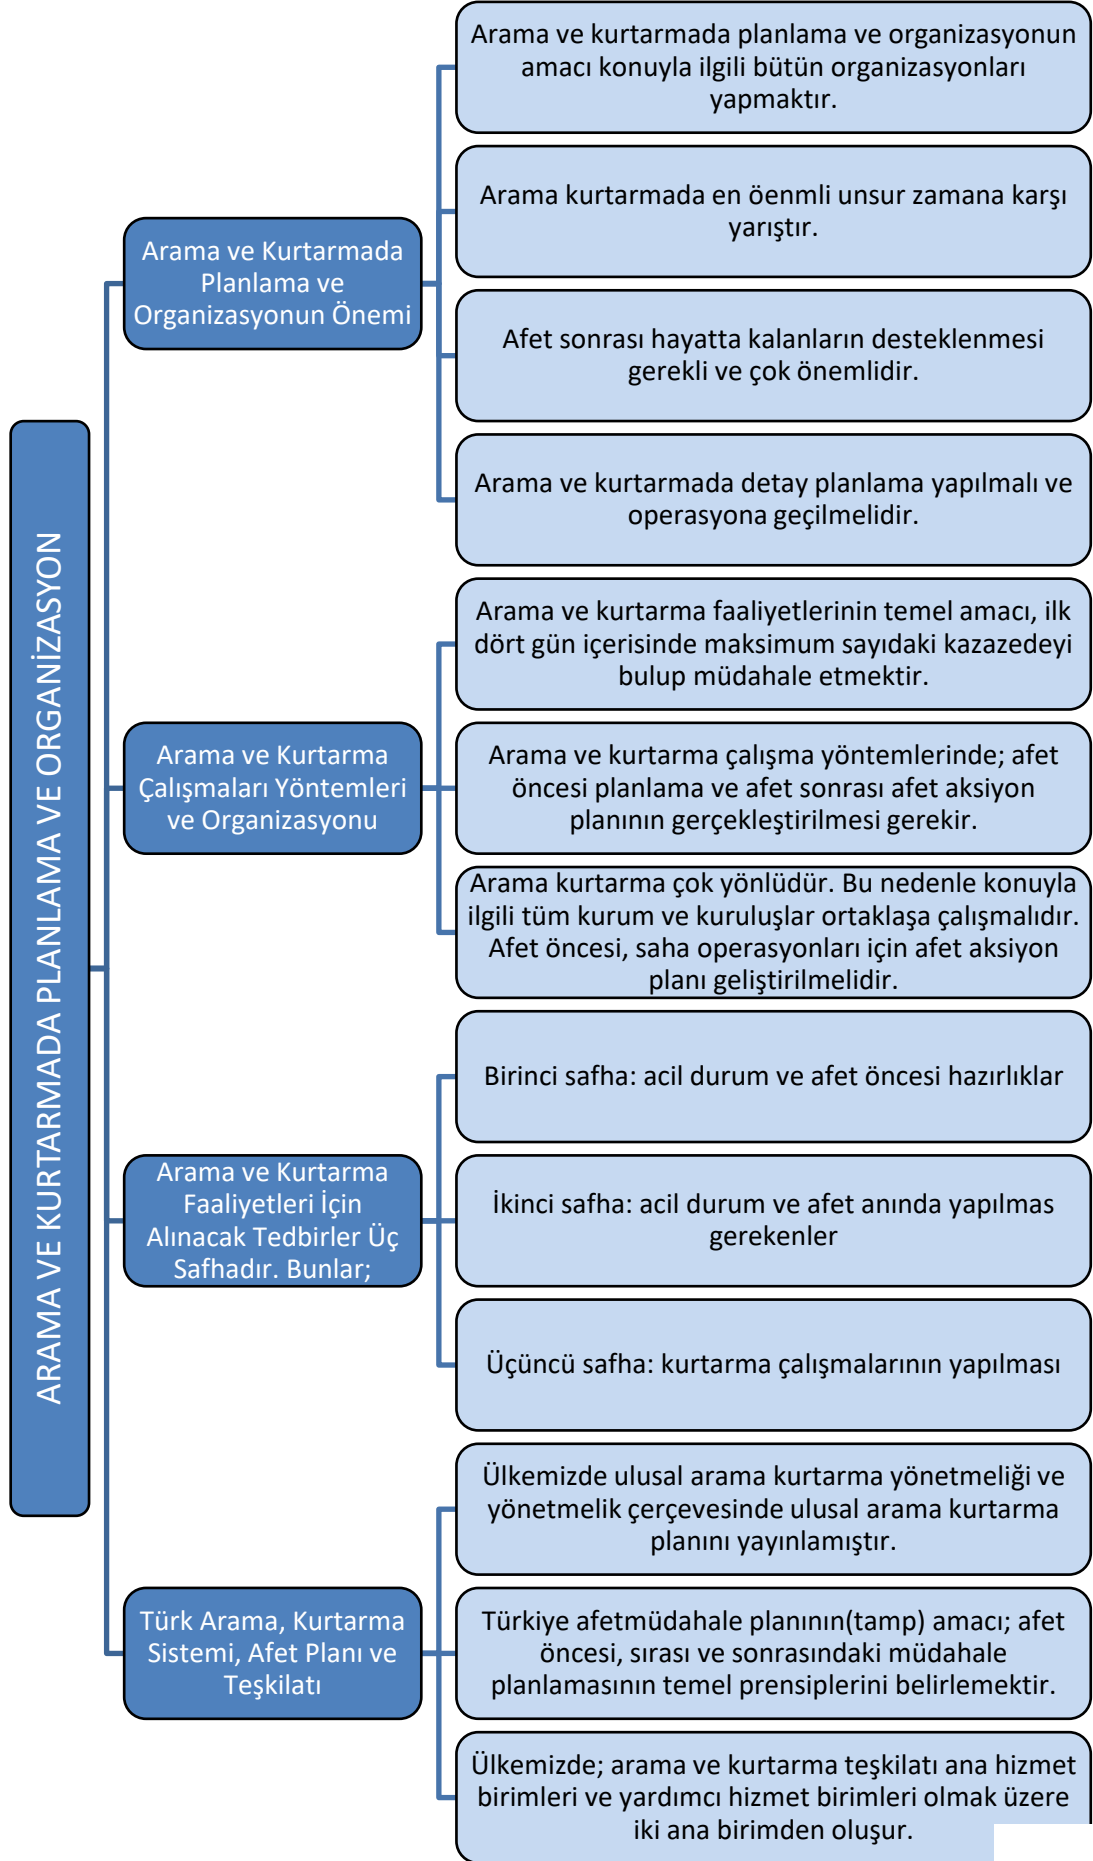 ARAMA VE KURTARMADA PLANLAMA VE ORGANİZASYON
Arama ve Kurtarmada
Planlama ve
Organizasyonun Önemi
Arama ve kurtarmada planlama ve organizasyonun
amacı konuyla ilgili bütün organizasyonları
yapmaktır.
Arama kurtarmada en öenmli unsur zamana karşı
yarıştır.
Afet sonrası hayatta kalanların desteklenmesi
gerekli ve çok önemlidir.
Arama ve kurtarmada detay planlama yapılmalı ve
operasyona geçilmelidir.
Arama ve Kurtarma
Çalışmaları Yöntemleri
ve Organizasyonu
Arama ve kurtarma faaliyetlerinin temel amacı, ilk
dört gün içerisinde maksimum sayıdaki kazazedeyi
bulup müdahale etmektir.
Arama ve kurtarma çalışma yöntemlerinde; afet
öncesi planlama ve afet sonrası afet aksiyon
planının gerçekleştirilmesi gerekir.
Arama kurtarma çok yönlüdür. Bu nedenle konuyla
ilgili tüm kurum ve kuruluşlar ortaklaşa çalışmalıdır.
Afet öncesi, saha operasyonları için afet aksiyon
planı geliştirilmelidir.
Arama ve Kurtarma
Faaliyetleri İçin
Alınacak Tedbirler Üç
Safhadır. Bunlar;
Birinci safha: acil durum ve afet öncesi hazırlıklar
İkinci safha: acil durum ve afet anında yapılmas
gerekenler
Üçüncü safha: kurtarma çalışmalarının yapılması
Türk Arama, Kurtarma
Sistemi, Afet Planı ve
Teşkilatı
Ülkemizde ulusal arama kurtarma yönetmeliği ve
yönetmelik çerçevesinde ulusal arama kurtarma
planını yayınlamıştır.
Türkiye afetmüdahale planının(tamp) amacı; afet
öncesi, sırası ve sonrasındaki müdahale
planlamasının temel prensiplerini belirlemektir.
Ülkemizde; arama ve kurtarma teşkilatı ana hizmet
birimleri ve yardımcı hizmet birimleri olmak üzere
iki ana birimden oluşur.